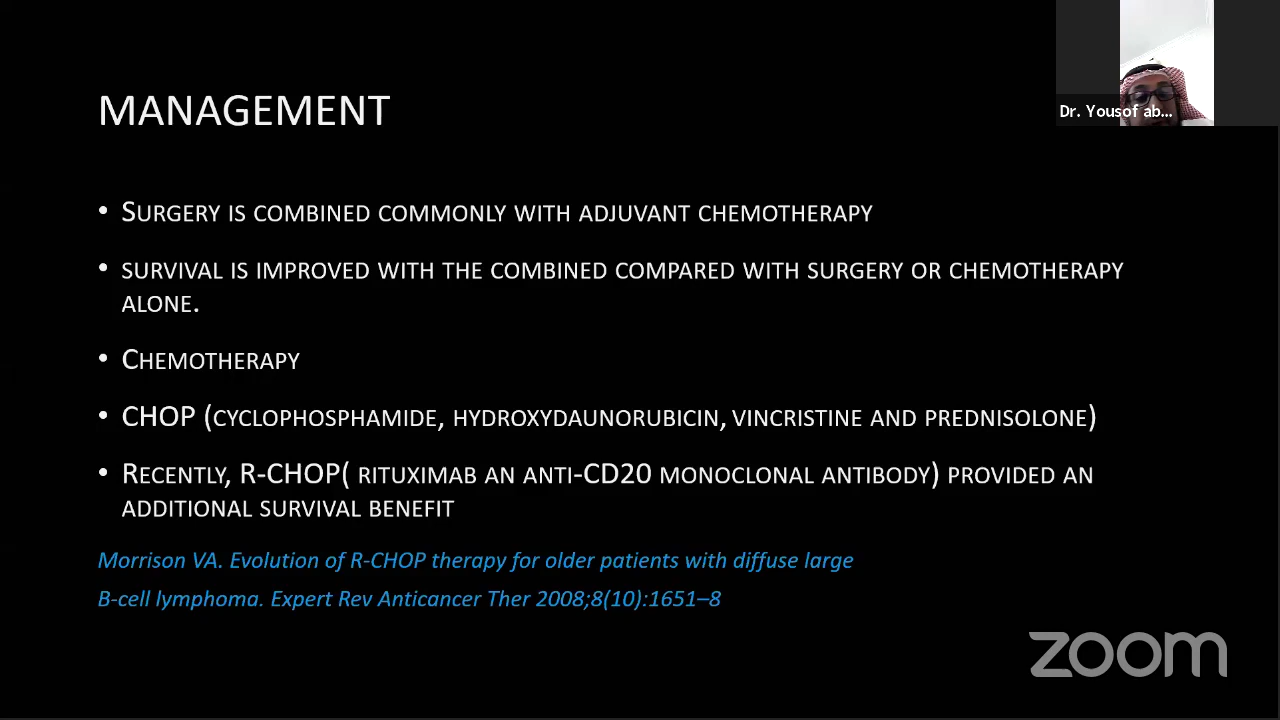 MANAGEMENT
Dr. Yousof ab...
• SURGERY IS COMBINED COMMONLY WITH ADJUVANT CHEMOTHERAPY
• SURVIVAL IS IMPROVED WITH THE COMBINED COMPARED WITH SURGERY OR CHEMOTHERAPY
ALONE.
• CHEMOTHERAPY
• CHOP (CYCLOPHOSPHAMIDE, HYDROXYDAUNORUBICIN, VINCRISTINE AND PREDNISOLONE)
• RECENTLY, R-CHOP( RITUXIMAB AN ANTI-CD20 MONOCLONAL ANTIBODY) PROVIDED AN
ADDITIONAL SURVIVAL BENEFIT
Morrison VA. Evolution of R-CHOP therapy for older patients with diffuse large
B-cell lymphoma. Expert Rev Anticancer Ther 2008;8(10):1651–8
zoom